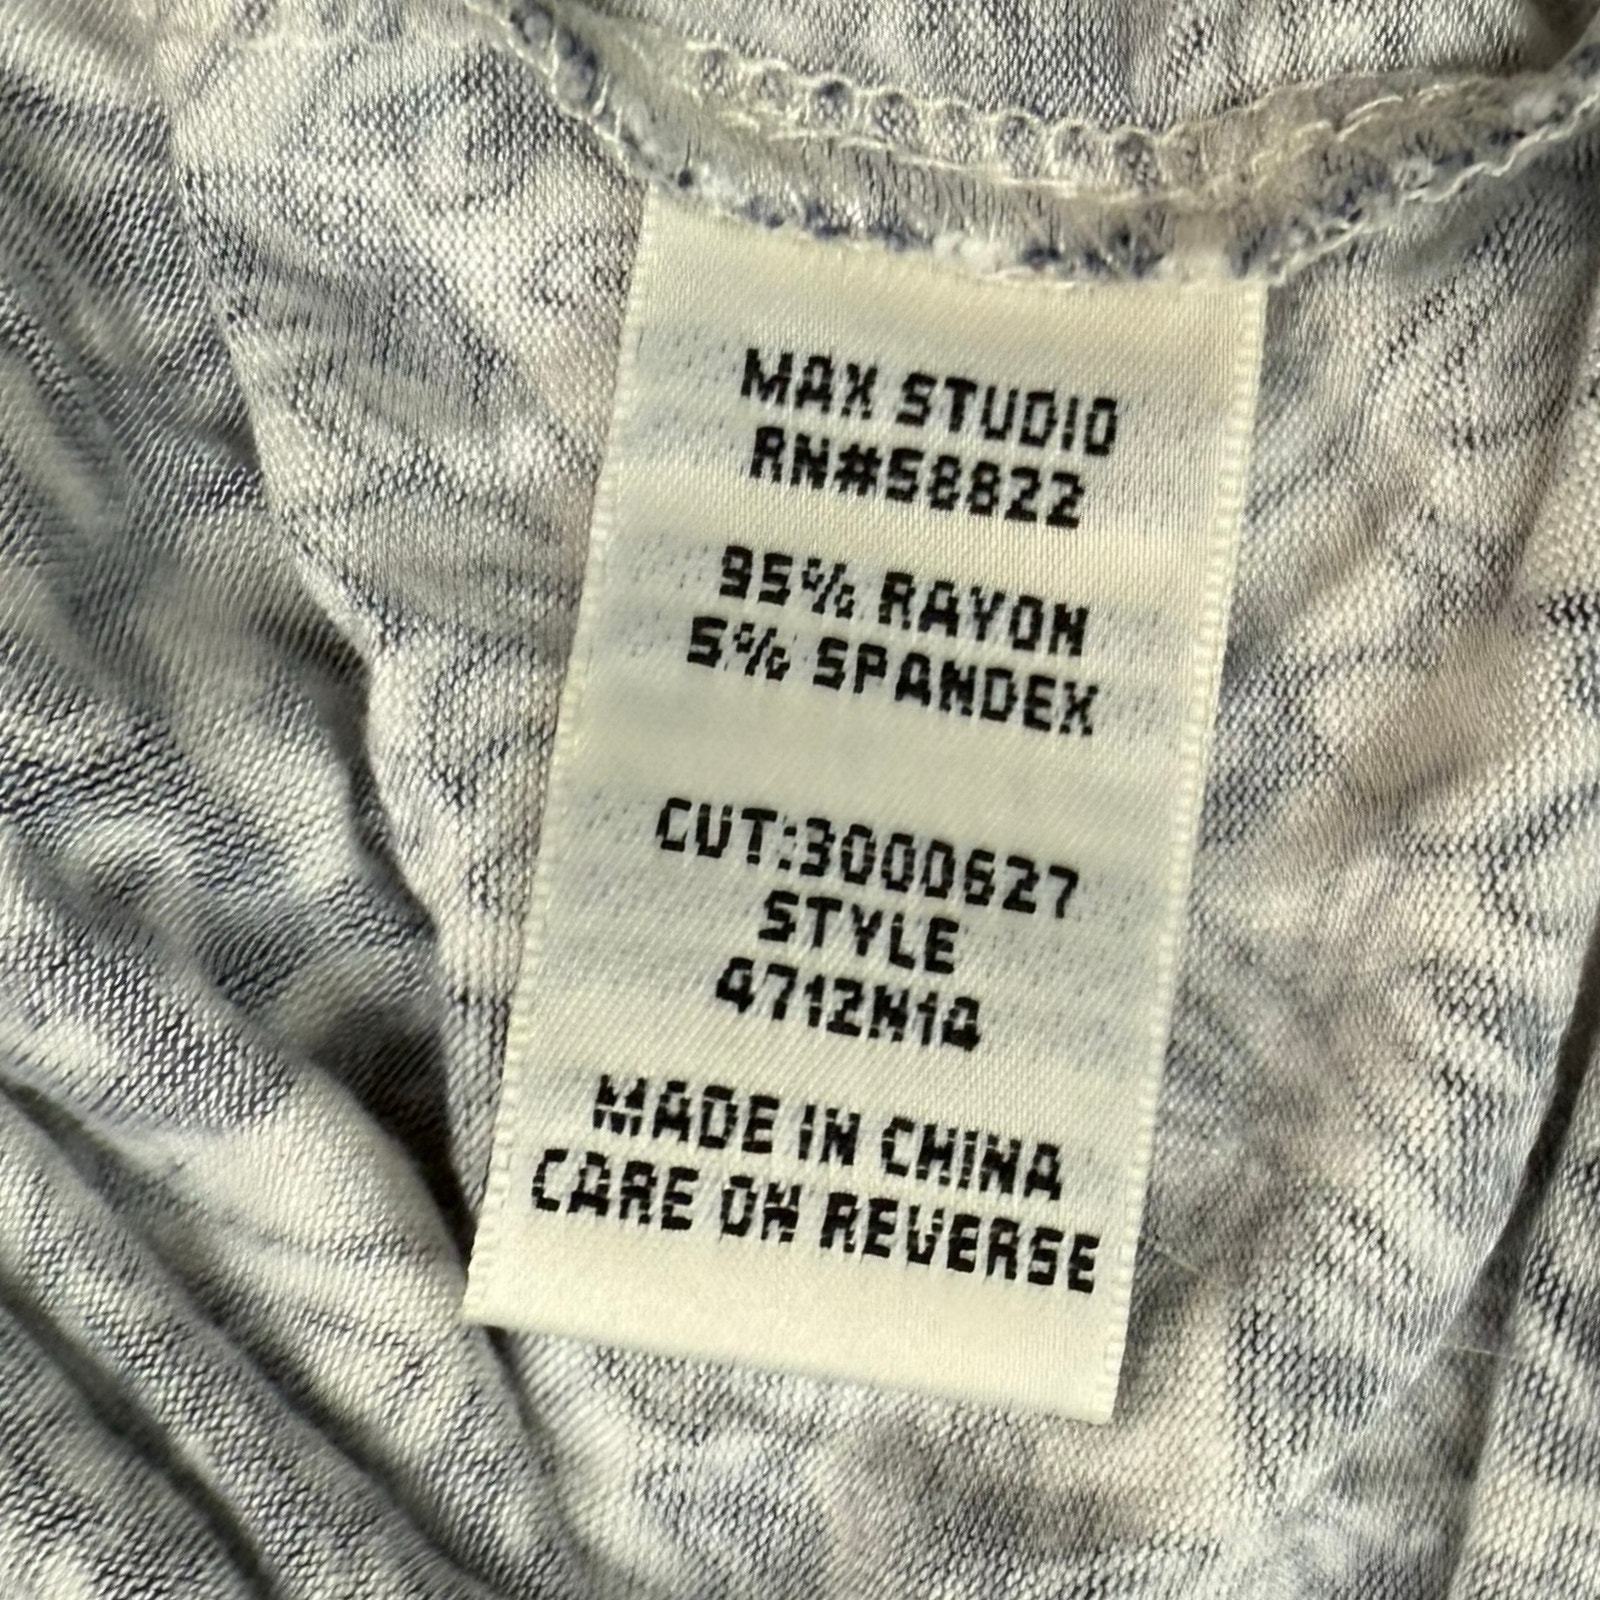 MAX STUDIO
RN#58822
95% RAYON
5% SPANDEX
CUT:3000627
STYLE
4712N14
MADE IN CHINA
CARE ON REVERSE